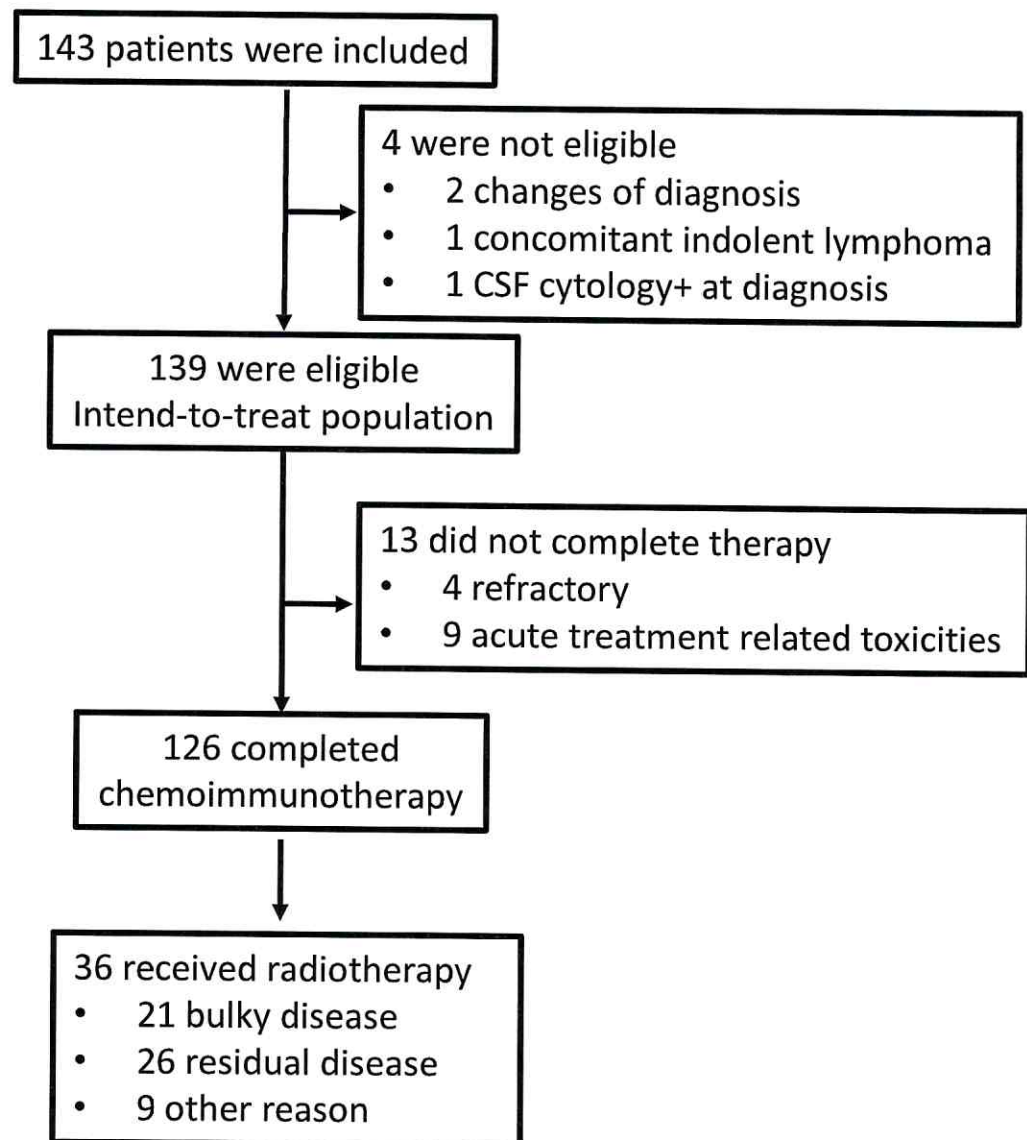 143 patients were included
4 were not eligible
• 2 changes of diagnosis
• 1 concomitant indolent lymphoma
• 1 CSF cytology+ at diagnosis
139 were eligible
Intend-to-treat population
13 did not complete therapy
• 4 refractory
• 9 acute treatment related toxicities
126 completed
chemoimmunotherapy
36 received radiotherapy
• 21 bulky disease
• 26 residual disease
• 9 other reason